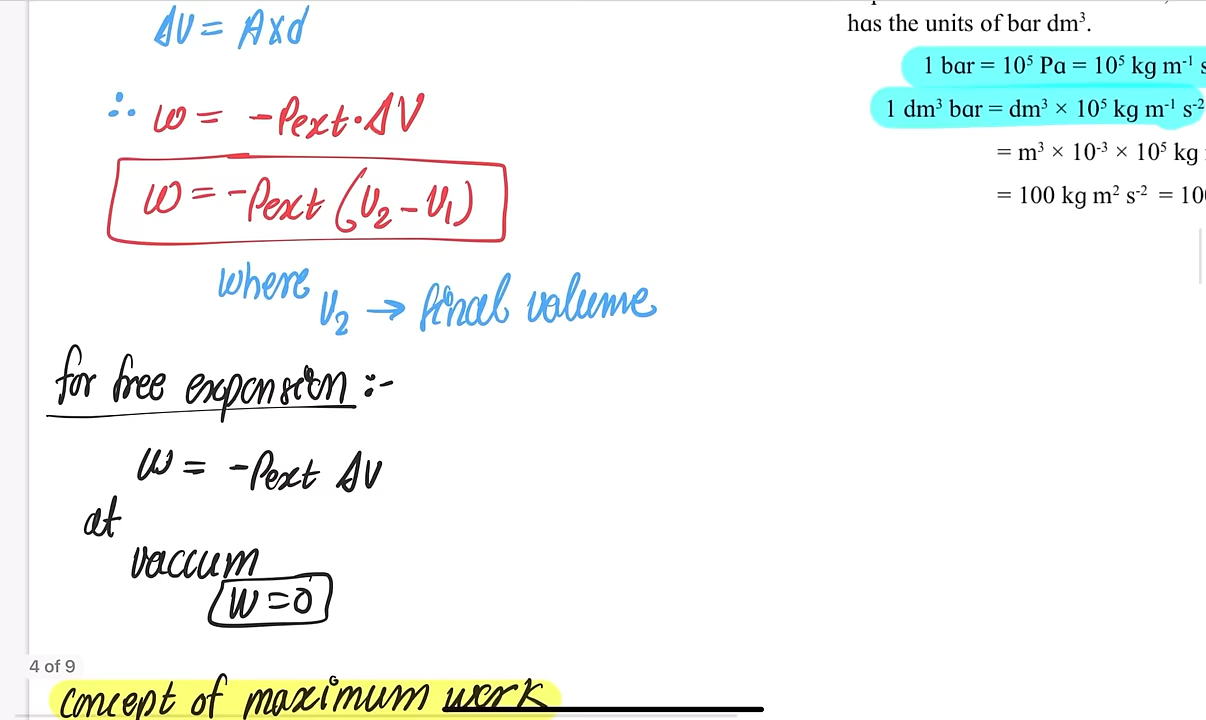 ΔV = A×d
∴ W = -Pext·ΔV
W = -Pext (V₂ - V₁)
where V₂ → final volume
for free expansion :-
W = -Pext ΔV
at
vaccum
W = 0
4 of 9
concept of maximum work
has the units of bar dm³.
1 bar = 10⁵ Pa = 10⁵ kg m⁻¹ s
1 dm³ bar = dm³ × 10⁵ kg m⁻¹ s⁻²
= m³ × 10⁻³ × 10⁵ kg
= 100 kg m² s⁻² = 10